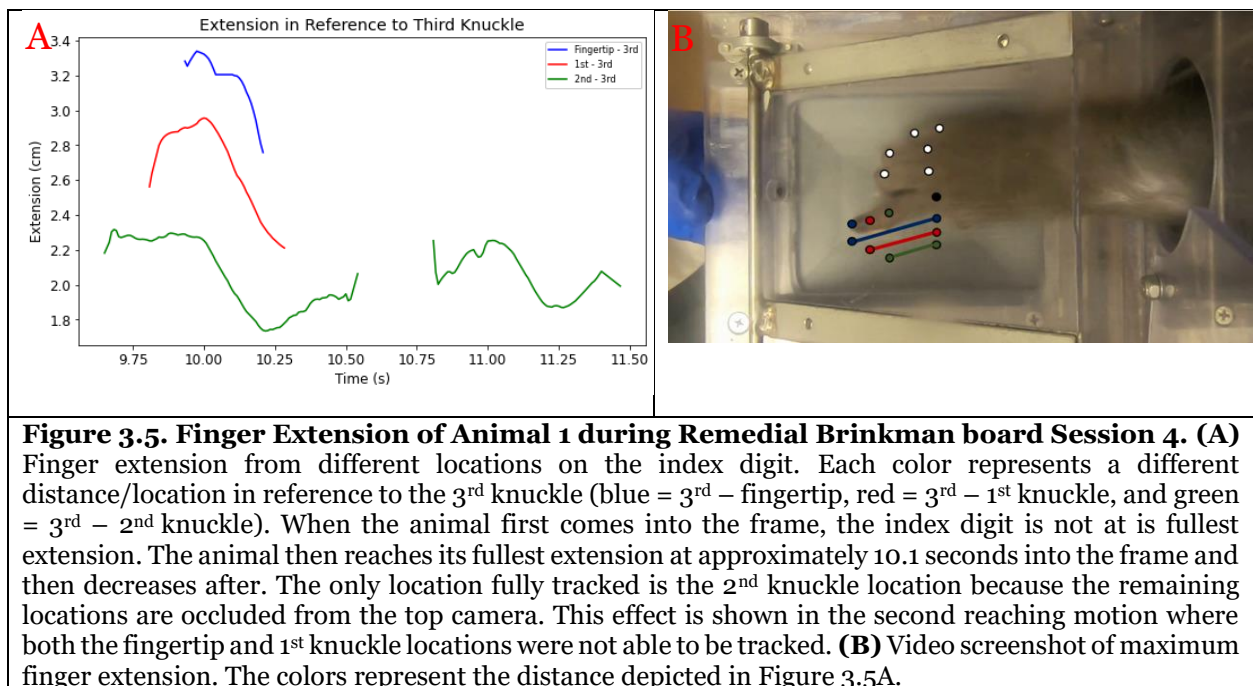 A
Extension in Reference to Third Knuckle
Fingertip - 3rd
1st - 3rd
2nd - 3rd
3.4
3.2
3.0
2.8
2.6
2.4
2.2
2.0
1.8
Extension (cm)
9.75 10.00 10.25 10.50 10.75 11.00 11.25 11.50
Time (s)
B
Figure 3.5. Finger Extension of Animal 1 during Remedial Brinkman board Session 4. (A)
Finger extension from different locations on the index digit. Each color represents a different
distance/location in reference to the 3rd knuckle (blue = 3rd – fingertip, red = 3rd – 1st knuckle, and green
= 3rd – 2nd knuckle). When the animal first comes into the frame, the index digit is not at is fullest
extension. The animal then reaches its fullest extension at approximately 10.1 seconds into the frame and
then decreases after. The only location fully tracked is the 2nd knuckle location because the remaining
locations are occluded from the top camera. This effect is shown in the second reaching motion where
both the fingertip and 1st knuckle locations were not able to be tracked. (B) Video screenshot of maximum
finger extension. The colors represent the distance depicted in Figure 3.5A.